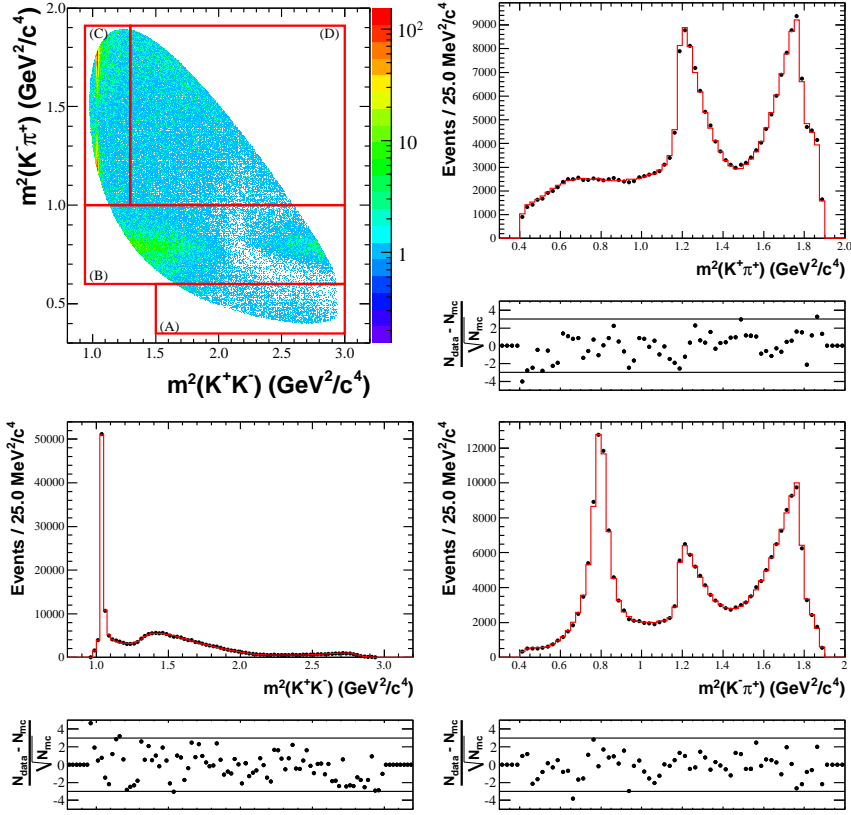 (C)
(D)
(B)
(A)
m²(K⁻π⁺) (GeV²/c⁴)
2.0
1.5
1.0
0.5
1.0 1.5 2.0 2.5 3.0
m²(K⁺K⁻) (GeV²/c⁴)
10²
10
1
Events / 25.0 MeV²/c⁴
9000
8000
7000
6000
5000
4000
3000
2000
1000
0
0.2 0.4 0.6 0.8 1.0 1.2 1.4 1.6 1.8 2.0
m²(K⁺π⁺) (GeV²/c⁴)
N_data - N_mc
√N_mc
4
2
0
-2
-4
Events / 25.0 MeV²/c⁴
50000
40000
30000
20000
10000
0
1.0 1.5 2.0 2.5 3.0
m²(K⁺K⁻) (GeV²/c⁴)
N_data - N_mc
√N_mc
4
2
0
-2
-4
Events / 25.0 MeV²/c⁴
12000
10000
8000
6000
4000
2000
0
0.4 0.6 0.8 1 1.2 1.4 1.6 1.8 2
m²(K⁻π⁺) (GeV²/c⁴)
N_data - N_mc
√N_mc
4
2
0
-2
-4